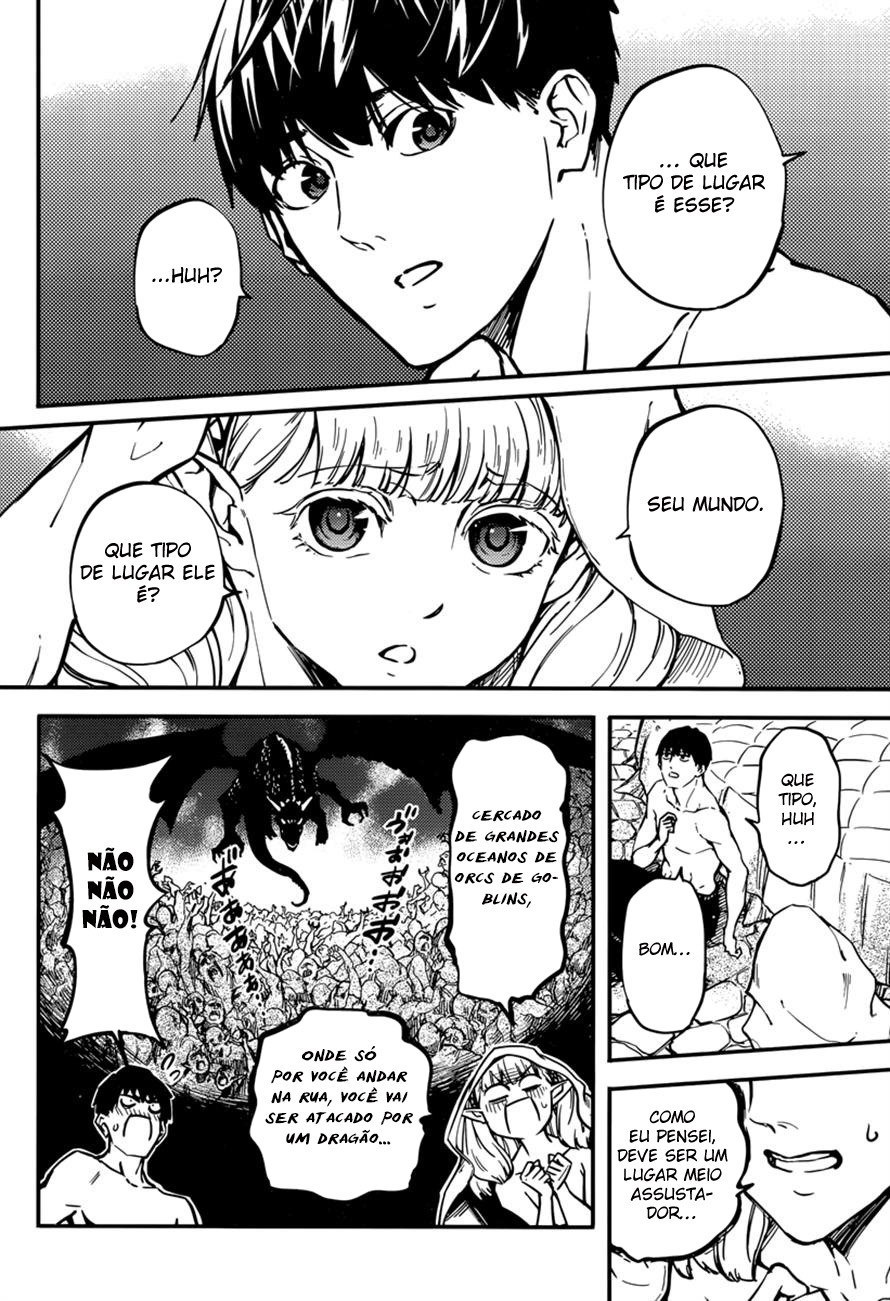 ... QUE
TIPO DE LUGAR
É ESSE?
...HUH?
SEU MUNDO.
QUE TIPO
DE LUGAR ELE
É?
QUE
TIPO,
HUH
...
BOM...
COMO
EU PENSEI,
DEVE SER UM
LUGAR MEIO
ASSUSTA-
DOR...
CERCADO
DE GRANDES
OCEANOS DE
ORCS DE GO-
BLINS,
ONDE SÓ
POR VOCÊ ANDAR
NA RUA, VOCÊ VAI
SER ATACADO POR
UM DRAGÃO...
NÃO
NÃO
NÃO!